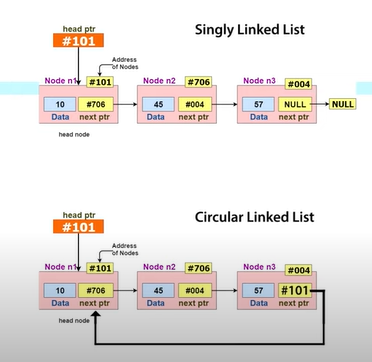 Singly Linked List
head ptr
#101
Address
of Nodes
Node n1 #101
Node n2 #706
Node n3 #004
10 #706
45 #004
57 NULL
NULL
Data next ptr
Data next ptr
Data next ptr
head node
Circular Linked List
head ptr
#101
Address
of Nodes
Node n1 #101
Node n2 #706
Node n3 #004
10 #706
45 #004
57 #101
Data next ptr
Data next ptr
Data next ptr
head node